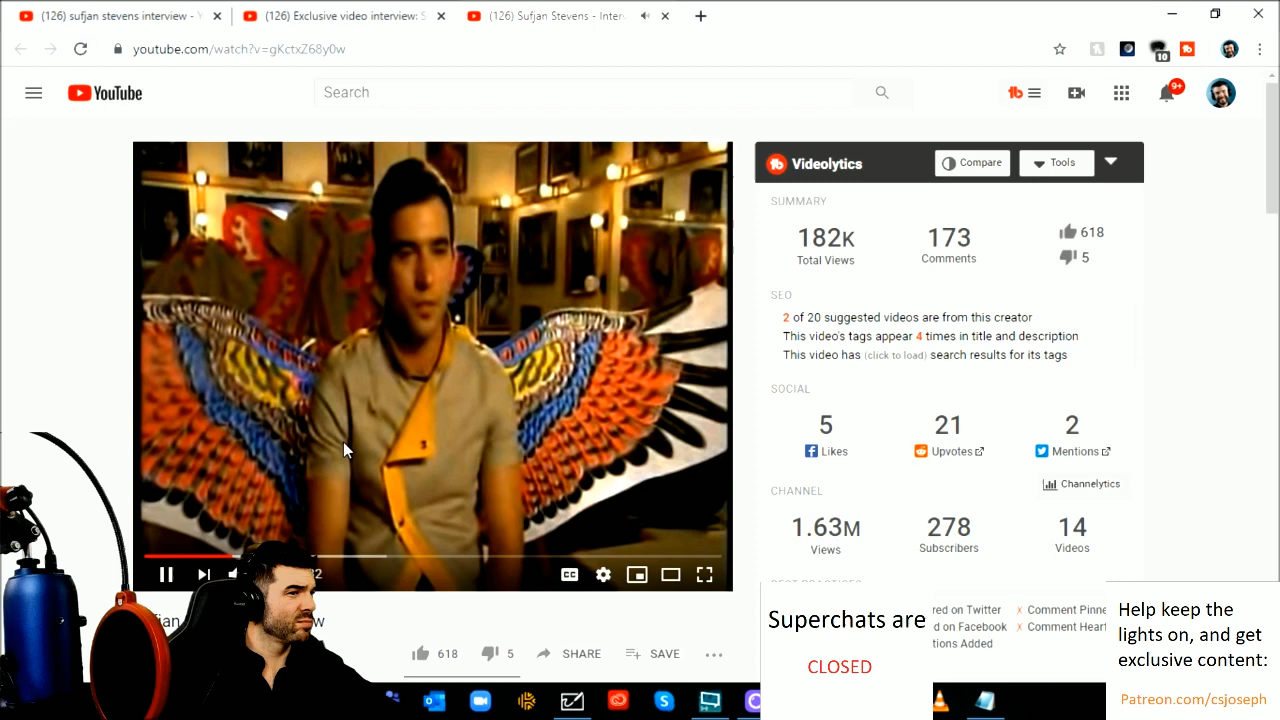 (126) sufjan stevens interview - Y
(126) Exclusive video interview: S
(126) Sufjan Stevens - Inter
youtube.com/watch?v=gKctxZ68y0w
10
YouTube
Search
9+
Videolytics
Compare
Tools
SUMMARY
182K
Total Views
173
Comments
618
5
SEO
2 of 20 suggested videos are from this creator
This video's tags appear 4 times in title and description
This video has (click to load) search results for its tags
SOCIAL
5
Likes
21
Upvotes
2
Mentions
Channelytics
CHANNEL
1.63M
Views
278
Subscribers
14
Videos
CC
618
5
SHARE
SAVE
Superchats are
CLOSED
red on Twitter
X Comment Pinne
d on Facebook
X Comment Heart
tions Added
Help keep the
lights on, and get
exclusive content:
Patreon.com/csjoseph